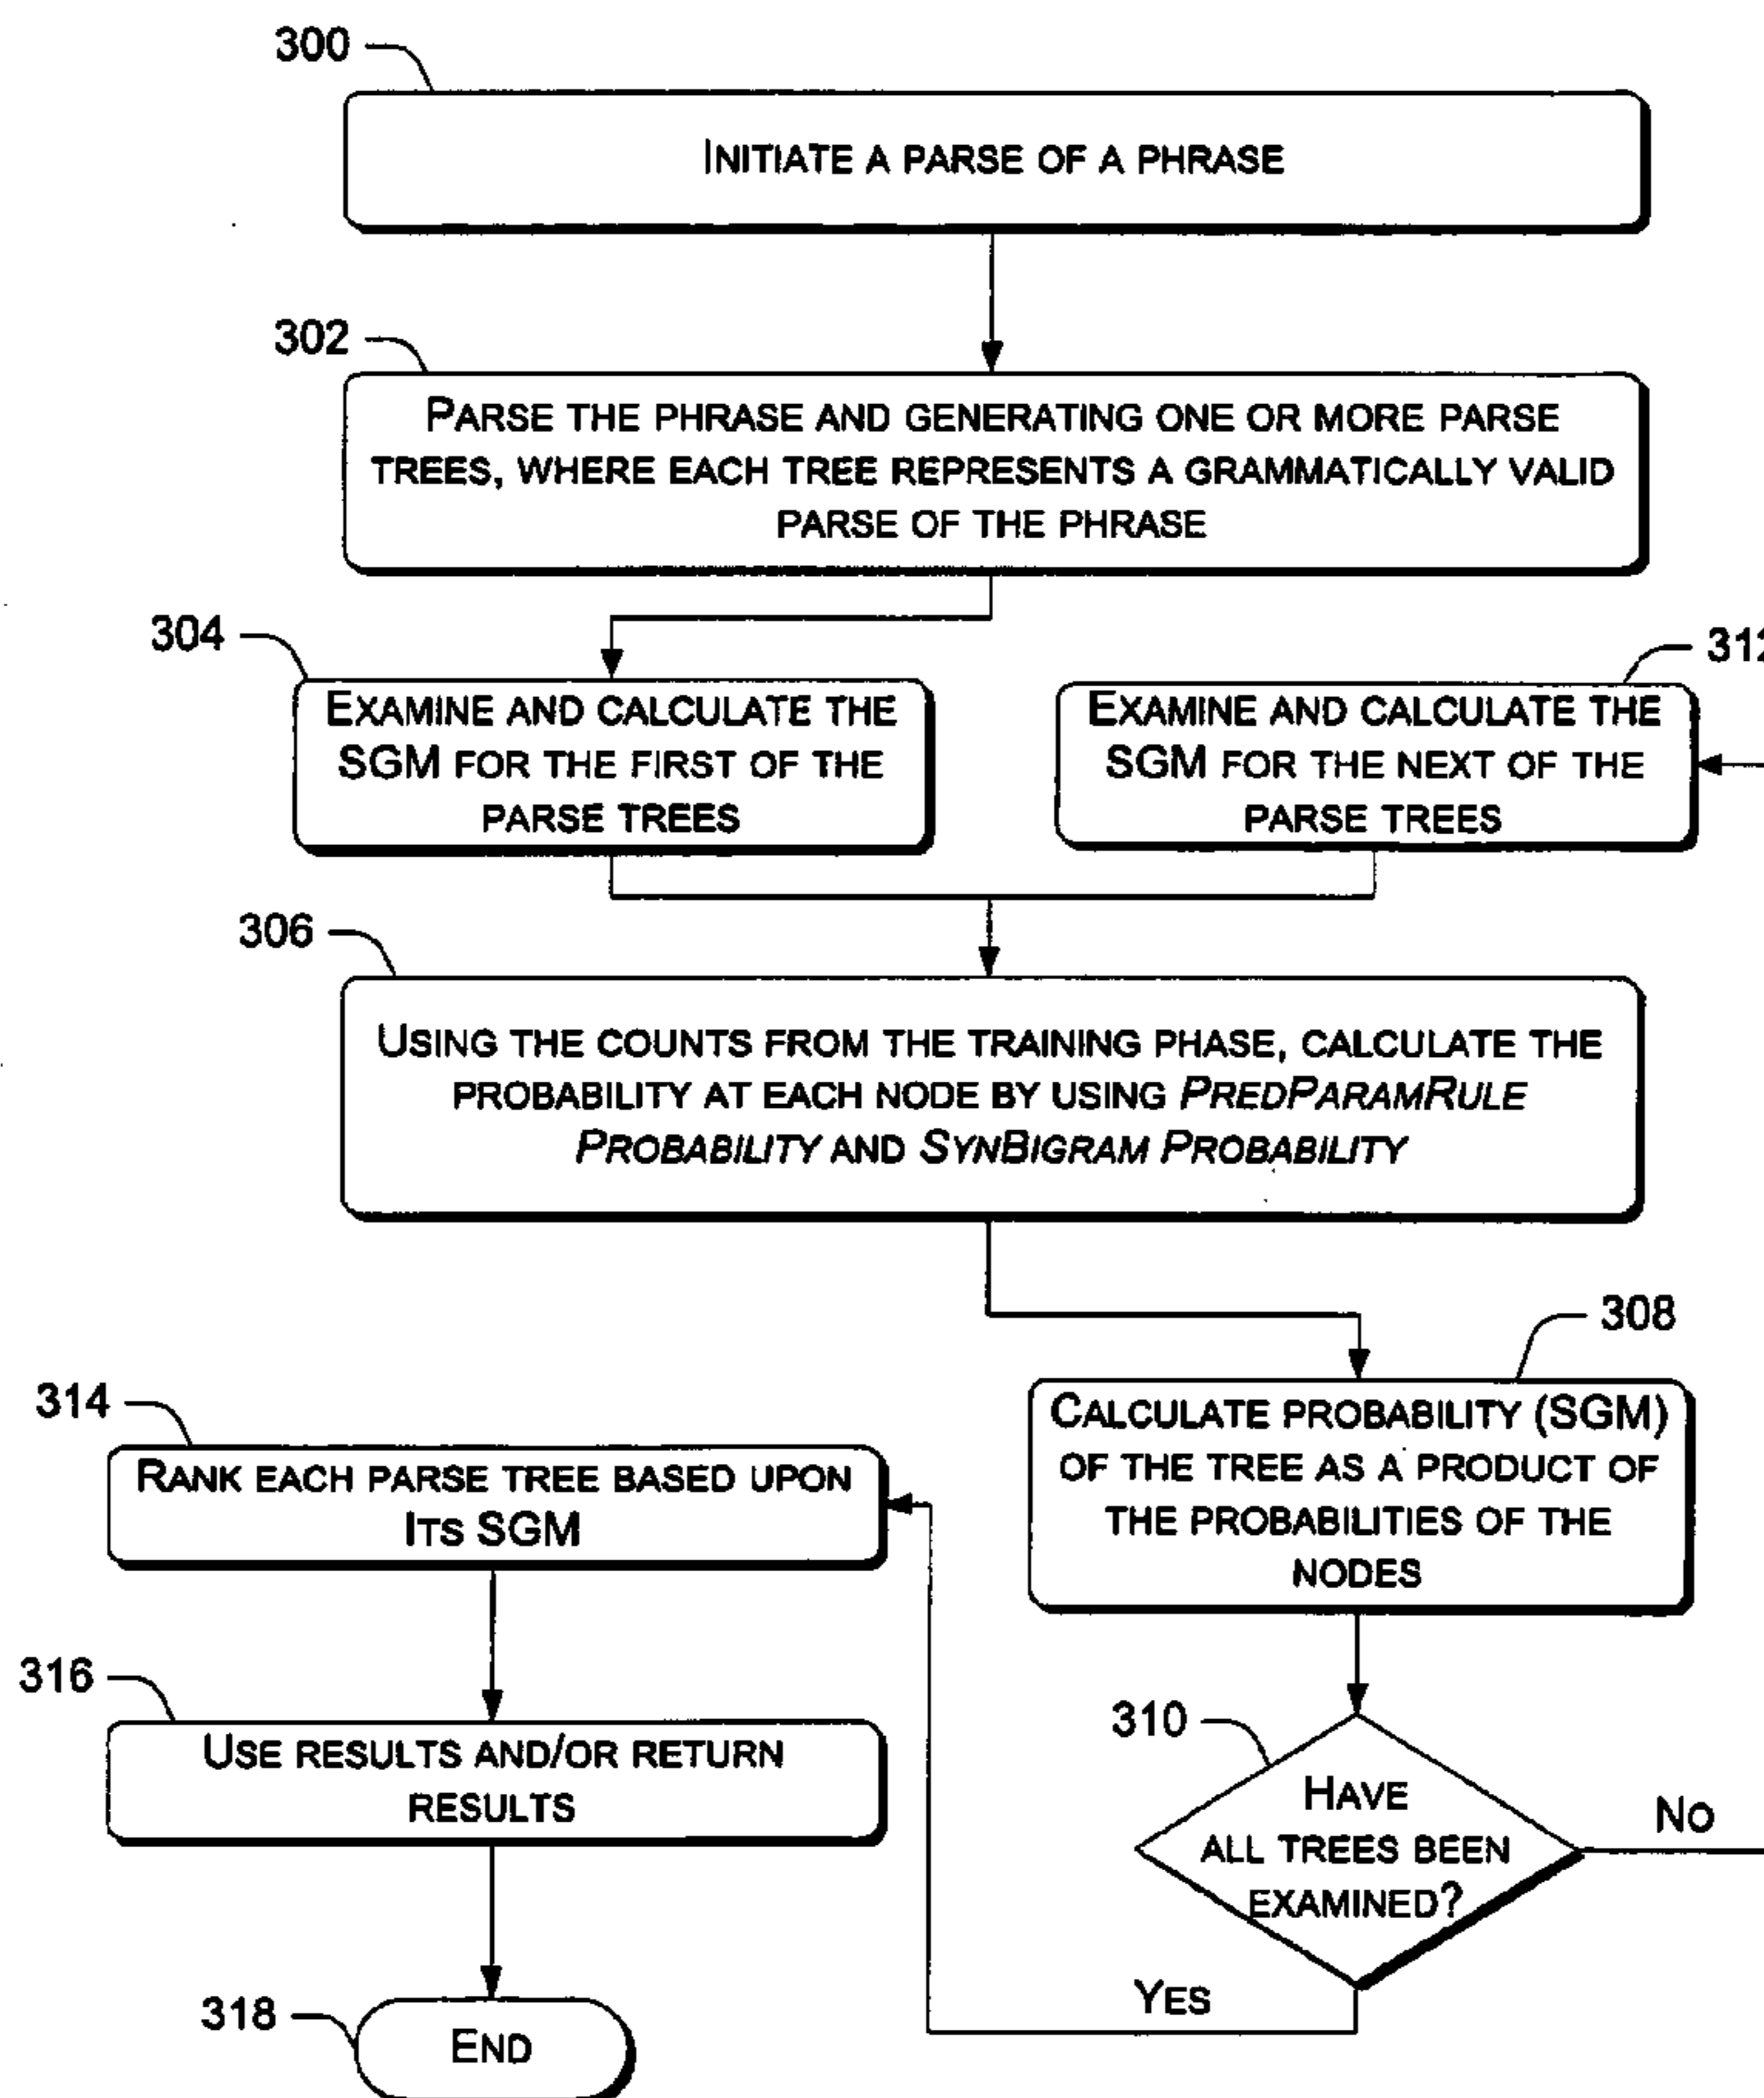 300
INITIATE A PARSE OF A PHRASE
302
PARSE THE PHRASE AND GENERATING ONE OR MORE PARSE
TREES, WHERE EACH TREE REPRESENTS A GRAMMATICALLY VALID
PARSE OF THE PHRASE
304
EXAMINE AND CALCULATE THE
SGM FOR THE FIRST OF THE
PARSE TREES
312
EXAMINE AND CALCULATE THE
SGM FOR THE NEXT OF THE
PARSE TREES
306
USING THE COUNTS FROM THE TRAINING PHASE, CALCULATE THE
PROBABILITY AT EACH NODE BY USING PREDPARAMRULE
PROBABILITY AND SYNBIGRAM PROBABILITY
308
CALCULATE PROBABILITY (SGM)
OF THE TREE AS A PRODUCT OF
THE PROBABILITIES OF THE
NODES
310
HAVE
ALL TREES BEEN
EXAMINED?
NO
YES
314
RANK EACH PARSE TREE BASED UPON
ITS SGM
316
USE RESULTS AND/OR RETURN
RESULTS
318
END